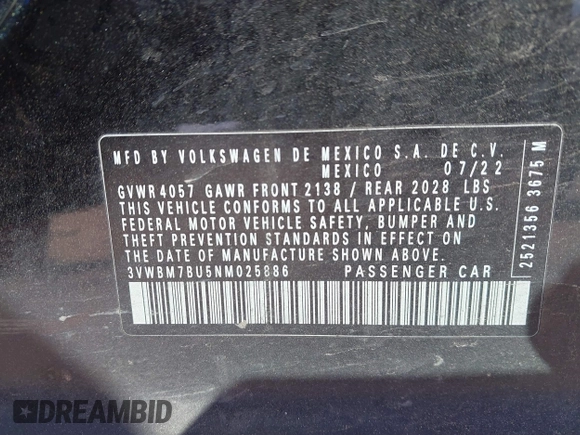 MFD BY VOLKSWAGEN DE MEXICO S.A. DE C.V.
MEXICO 07/22
GVWR 4057 GAWR FRONT 2138 / REAR 2028 LBS
THIS VEHICLE CONFORMS TO ALL APPLICABLE U.S.
FEDERAL MOTOR VEHICLE SAFETY, BUMPER AND
THEFT PREVENTION STANDARDS IN EFFECT ON
THE DATE OF MANUFACTURE SHOWN ABOVE.
3VWBM7BU5NM025886 PASSENGER CAR
2521356 3675 M
DREAMBID